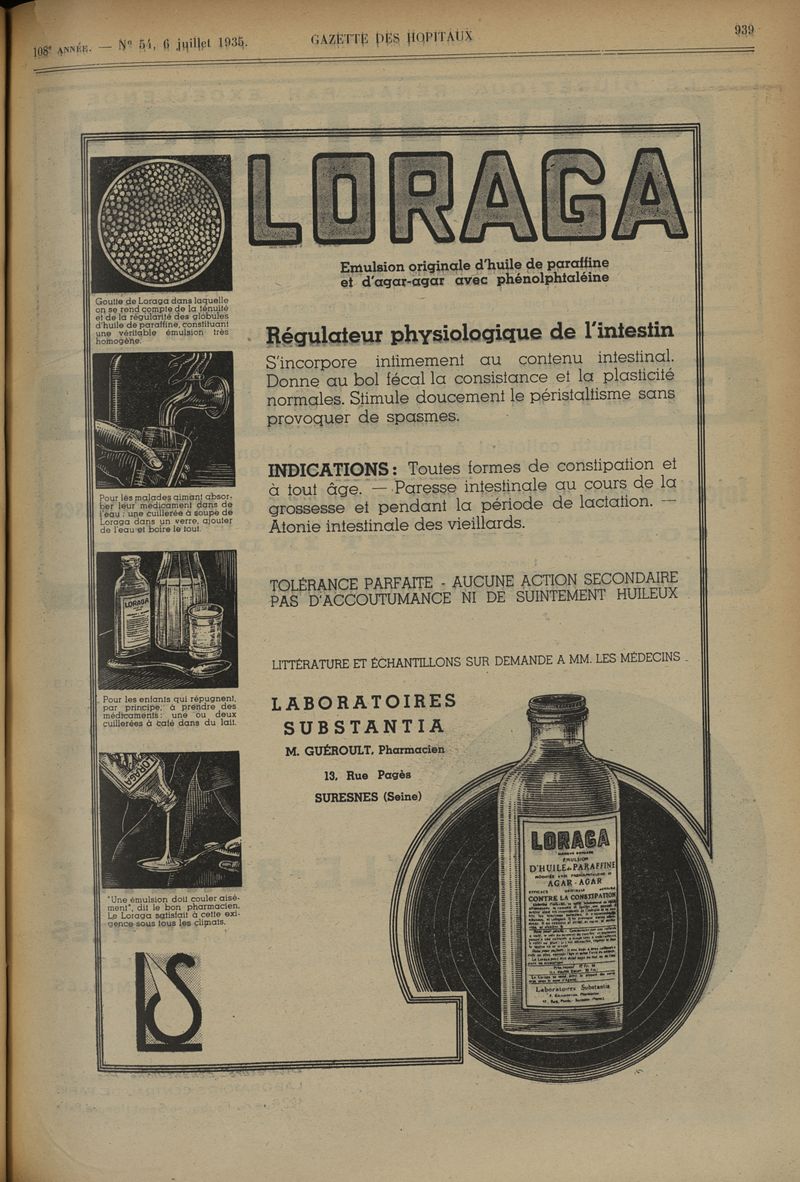 108e ANNÉE. — No 54, 6 juillet 1935.
GAZETTE DES HOPITAUX
939
LORAGA
Emulsion originale d'huile de paraffine
et d'agar-agar avec phénolphtaléine
Goutte de Loraga dans laquelle
on se rend compte de la ténuité
et de la régularité des globules
d'huile de paraffine, constituant
une véritable émulsion très
homogène.
Régulateur physiologique de l'intestin
S'incorpore intimement au contenu intestinal.
Donne au bol fécal la consistance et la plasticité
normales. Stimule doucement le péristaltisme sans
provoquer de spasmes.
INDICATIONS : Toutes formes de constipation et
à tout âge. — Paresse intestinale au cours de la
grossesse et pendant la période de lactation. —
Atonie intestinale des vieillards.
Pour les malades aimant absor-
ber leur médicament dans de
l'eau : une cuillerée à soupe de
Loraga dans un verre, ajouter
de l'eau et boire le tout.
TOLÉRANCE PARFAITE - AUCUNE ACTION SECONDAIRE
PAS D'ACCOUTUMANCE NI DE SUINTEMENT HUILEUX
LORAGA
LITTÉRATURE ET ÉCHANTILLONS SUR DEMANDE A MM. LES MÉDECINS
Pour les enfants qui répugnent,
par principe, à prendre des
médicaments : une ou deux
cuillerées à café dans du lait.
LABORATOIRES
SUBSTANTIA
M. GUÉROULT, Pharmacien
13, Rue Pagès
SURESNES (Seine)
LORAGA
"Une émulsion doit couler aisé-
ment", dit le bon pharmacien.
Le Loraga satisfait à cette exi-
gence sous tous les climats.
LORAGA
EMULSION
D'HUILE DE PARAFFINE
AGAR-AGAR
CONTRE LA CONSTIPATION
Laboratoires Substantia
LS